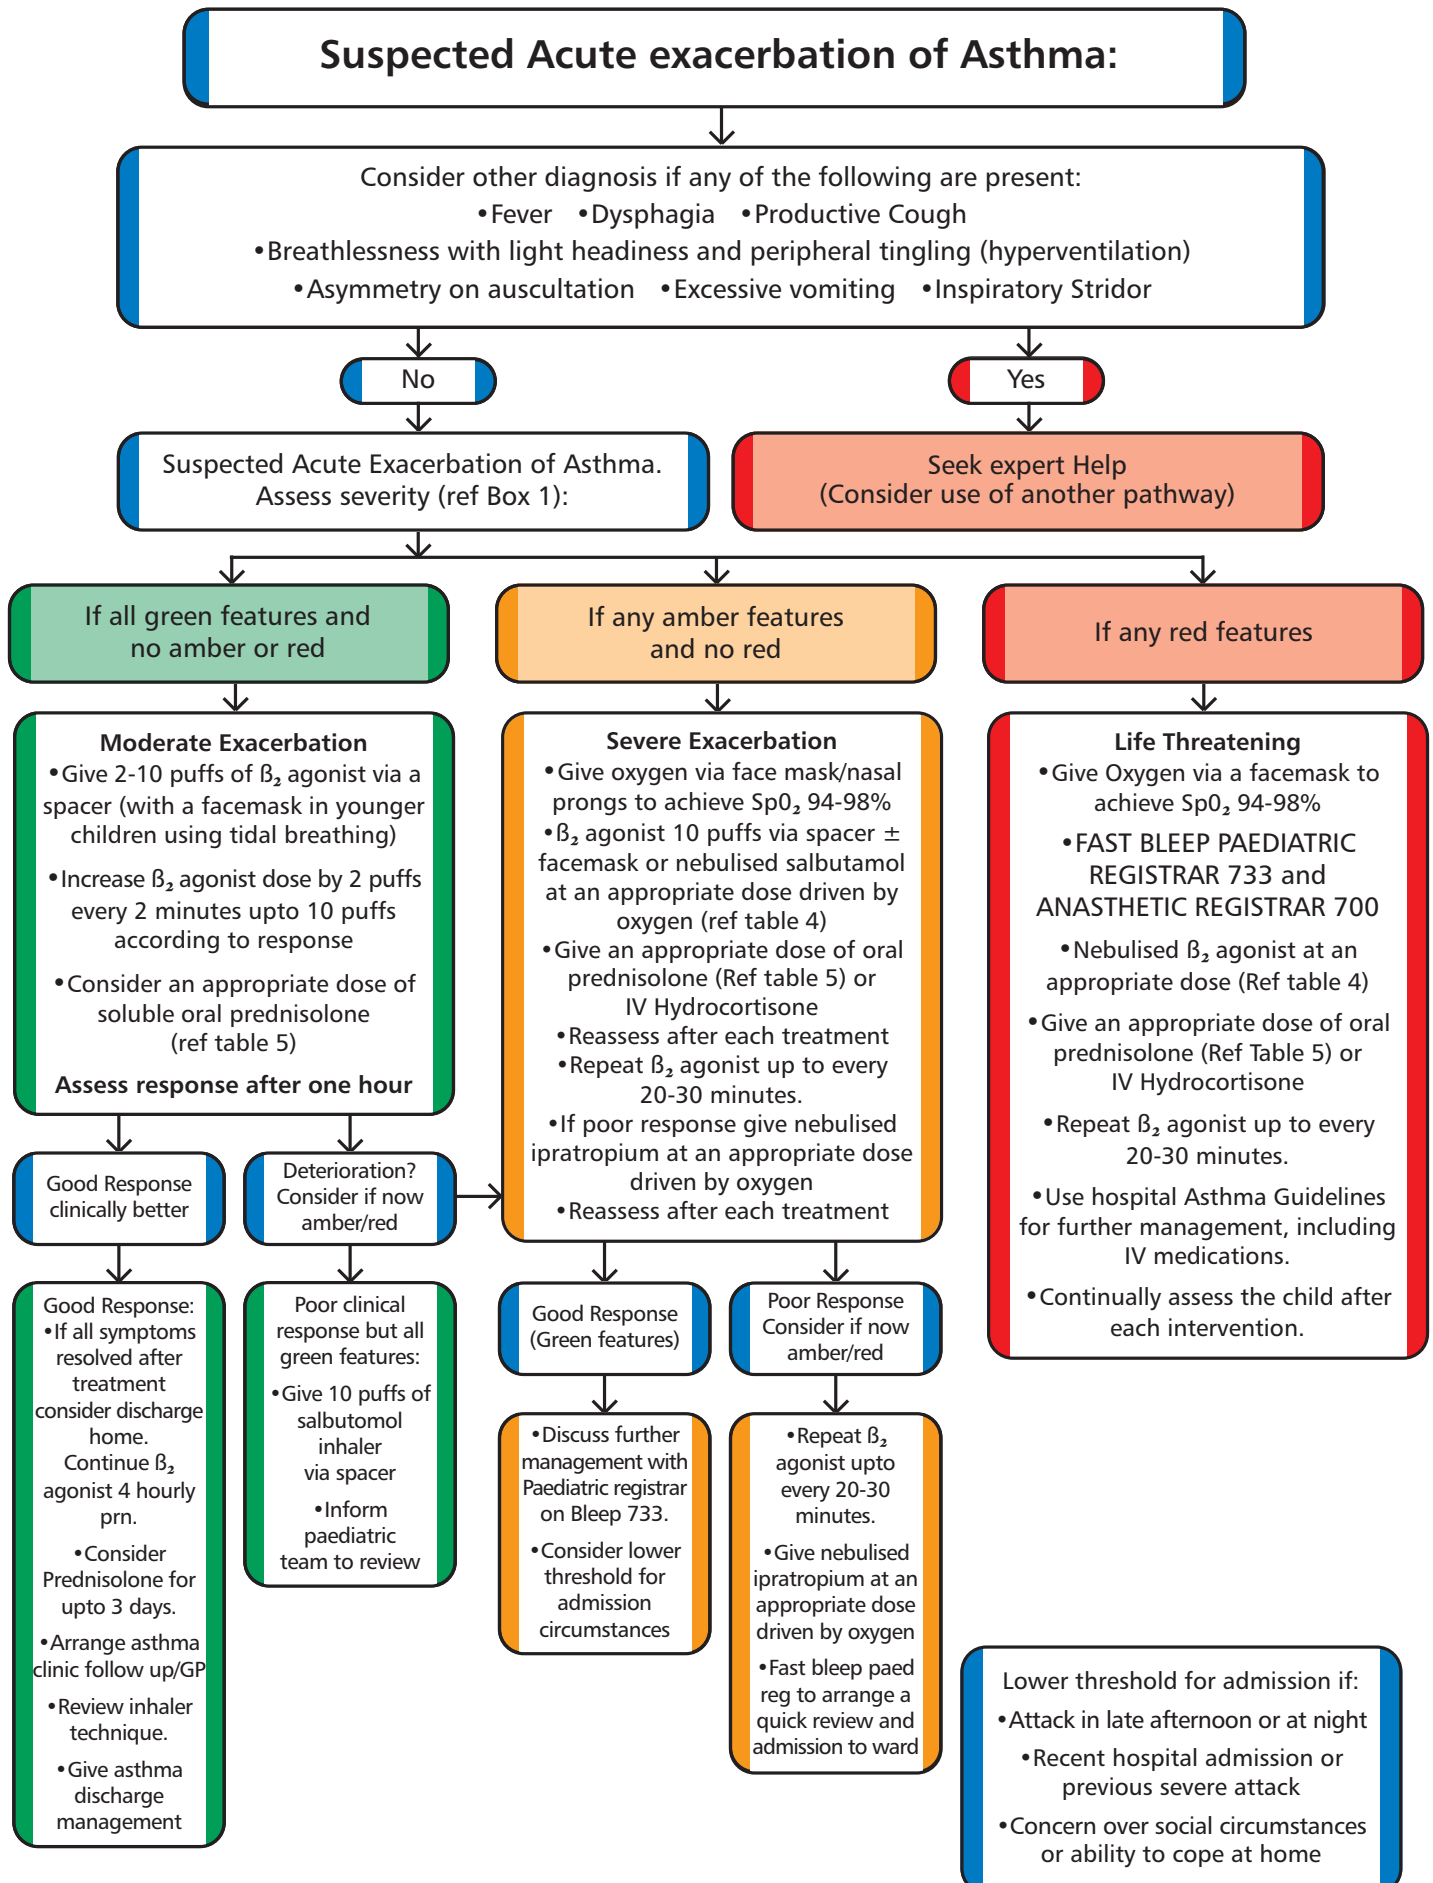 Suspected Acute exacerbation of Asthma:
Consider other diagnosis if any of the following are present:
•Fever •Dysphagia •Productive Cough
•Breathlessness with light headiness and peripheral tingling (hyperventilation)
•Asymmetry on auscultation •Excessive vomiting •Inspiratory Stridor
No
Yes
Suspected Acute Exacerbation of Asthma.
Assess severity (ref Box 1):
Seek expert Help
(Consider use of another pathway)
If all green features and
no amber or red
If any amber features
and no red
If any red features
Moderate Exacerbation
•Give 2-10 puffs of ß₂ agonist via a
spacer (with a facemask in younger
children using tidal breathing)
•Increase ß₂ agonist dose by 2 puffs
every 2 minutes upto 10 puffs
according to response
•Consider an appropriate dose of
soluble oral prednisolone
(ref table 5)
Assess response after one hour
Severe Exacerbation
•Give oxygen via face mask/nasal
prongs to achieve Sp0₂ 94-98%
•ß₂ agonist 10 puffs via spacer ±
facemask or nebulised salbutamol
at an appropriate dose driven by
oxygen (ref table 4)
•Give an appropriate dose of oral
prednisolone (Ref table 5) or
IV Hydrocortisone
•Reassess after each treatment
•Repeat ß₂ agonist up to every
20-30 minutes.
•If poor response give nebulised
ipratropium at an appropriate dose
driven by oxygen
•Reassess after each treatment
Life Threatening
•Give Oxygen via a facemask to
achieve Sp0₂ 94-98%
•FAST BLEEP PAEDIATRIC
REGISTRAR 733 and
ANASTHETIC REGISTRAR 700
•Nebulised ß₂ agonist at an
appropriate dose (Ref table 4)
•Give an appropriate dose of oral
prednisolone (Ref Table 5) or
IV Hydrocortisone
•Repeat ß₂ agonist up to every
20-30 minutes.
•Use hospital Asthma Guidelines
for further management, including
IV medications.
•Continually assess the child after
each intervention.
Good Response
clinically better
Deterioration?
Consider if now
amber/red
Good Response:
•If all symptoms
resolved after
treatment
consider discharge
home.
Continue ß₂
agonist 4 hourly
prn.
•Consider
Prednisolone for
upto 3 days.
•Arrange asthma
clinic follow up/GP
•Review inhaler
technique.
•Give asthma
discharge
management
Poor clinical
response but all
green features:
•Give 10 puffs of
salbutomol
inhaler
via spacer
•Inform
paediatric
team to review
Good Response
(Green features)
Poor Response
Consider if now
amber/red
•Discuss further
management with
Paediatric registrar
on Bleep 733.
•Consider lower
threshold for
admission
circumstances
•Repeat ß₂
agonist upto
every 20-30
minutes.
•Give nebulised
ipratropium at an
appropriate dose
driven by oxygen
•Fast bleep paed
reg to arrange a
quick review and
admission to ward
Lower threshold for admission if:
•Attack in late afternoon or at night
•Recent hospital admission or
previous severe attack
•Concern over social circumstances
or ability to cope at home